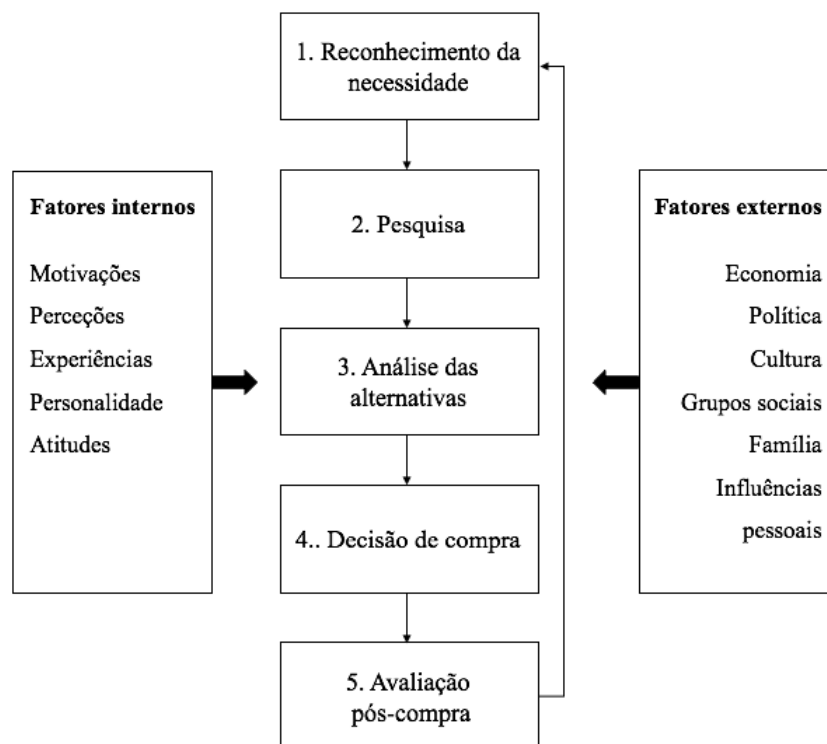 1. Reconhecimento da
necessidade
Fatores internos
Motivações
Perceções
Experiências
Personalidade
Atitudes
2. Pesquisa
3. Análise das
alternativas
4.. Decisão de compra
5. Avaliação
pós-compra
Fatores externos
Economia
Política
Cultura
Grupos sociais
Família
Influências
pessoais